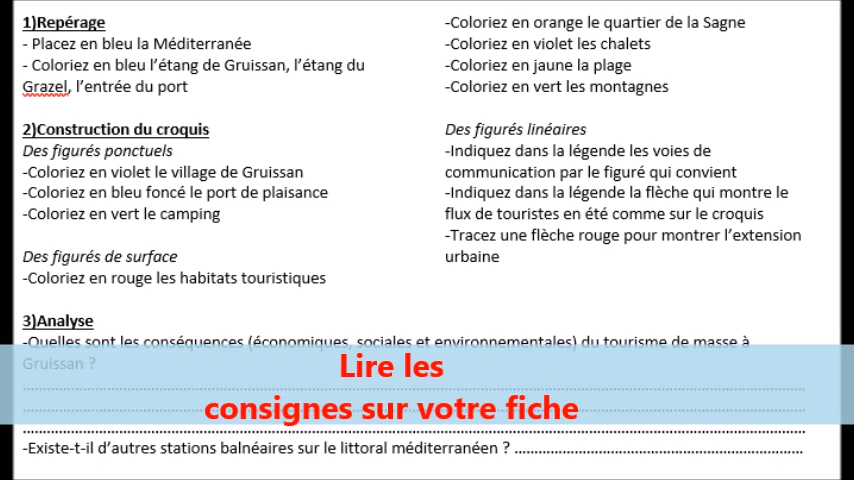 1)Repérage
- Placez en bleu la Méditerranée
- Coloriez en bleu l’étang de Gruissan, l’étang du
Grazel, l’entrée du port
2)Construction du croquis
Des figurés ponctuels
-Coloriez en violet le village de Gruissan
-Coloriez en bleu foncé le port de plaisance
-Coloriez en vert le camping
Des figurés de surface
-Coloriez en rouge les habitats touristiques
-Coloriez en orange le quartier de la Sagne
-Coloriez en violet les chalets
-Coloriez en jaune la plage
-Coloriez en vert les montagnes
Des figurés linéaires
-Indiquez dans la légende les voies de
communication par le figuré qui convient
-Indiquez dans la légende la flèche qui montre le
flux de touristes en été comme sur le croquis
-Tracez une flèche rouge pour montrer l’extension
urbaine
3)Analyse
-Quelles sont les conséquences (économiques, sociales et environnementales) du tourisme de masse à
Gruissan ?
Lire les
consignes sur votre fiche
-Existe-t-il d’autres stations balnéaires sur le littoral méditerranéen ? ......................................................